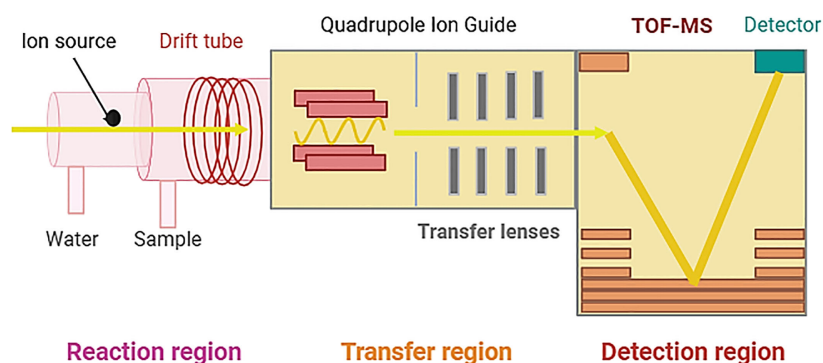 Quadrupole Ion Guide
TOF-MS
Detector
Ion source
Drift tube
Water
Sample
Transfer lenses
Reaction region
Transfer region
Detection region